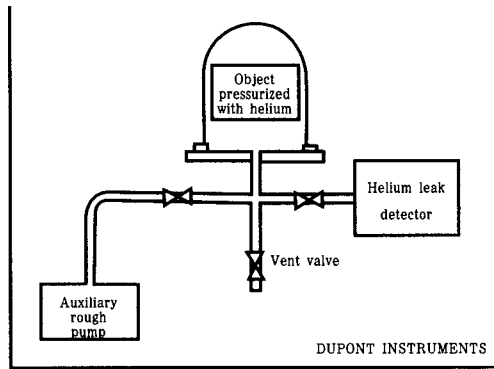 Object
pressurized
with helium
Helium leak
detector
Vent valve
Auxiliary
rough
pump
DUPONT INSTRUMENTS